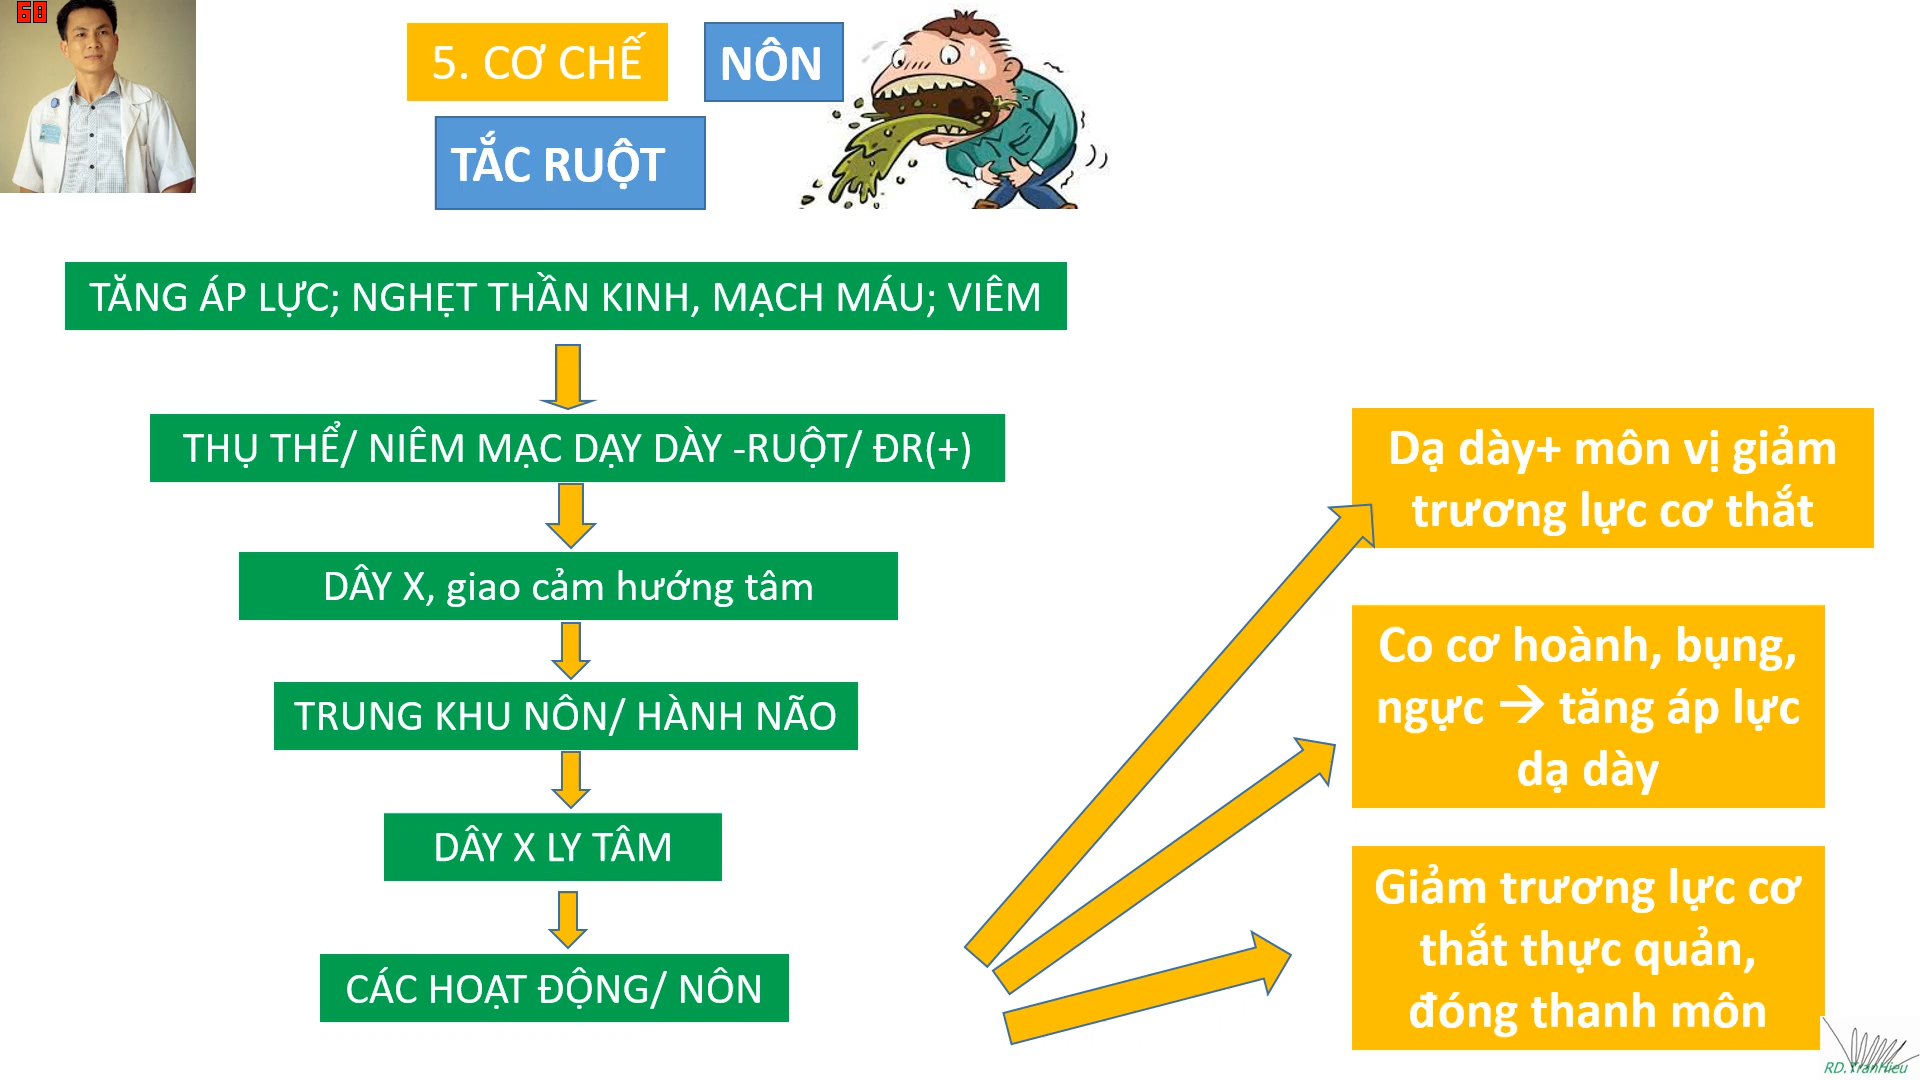 68
5. CƠ CHẾ
NÔN
TẮC RUỘT
TĂNG ÁP LỰC; NGHẸT THẦN KINH, MẠCH MÁU; VIÊM
THỤ THỂ/ NIÊM MẠC DẠY DÀY -RUỘT/ ĐR(+)
DÂY X, giao cảm hướng tâm
TRUNG KHU NÔN/ HÀNH NÃO
DÂY X LY TÂM
CÁC HOẠT ĐỘNG/ NÔN
Dạ dày+ môn vị giảm
trương lực cơ thắt
Co cơ hoành, bụng,
ngực → tăng áp lực
dạ dày
Giảm trương lực cơ
thắt thực quản,
đóng thanh môn
RD.TranHieu